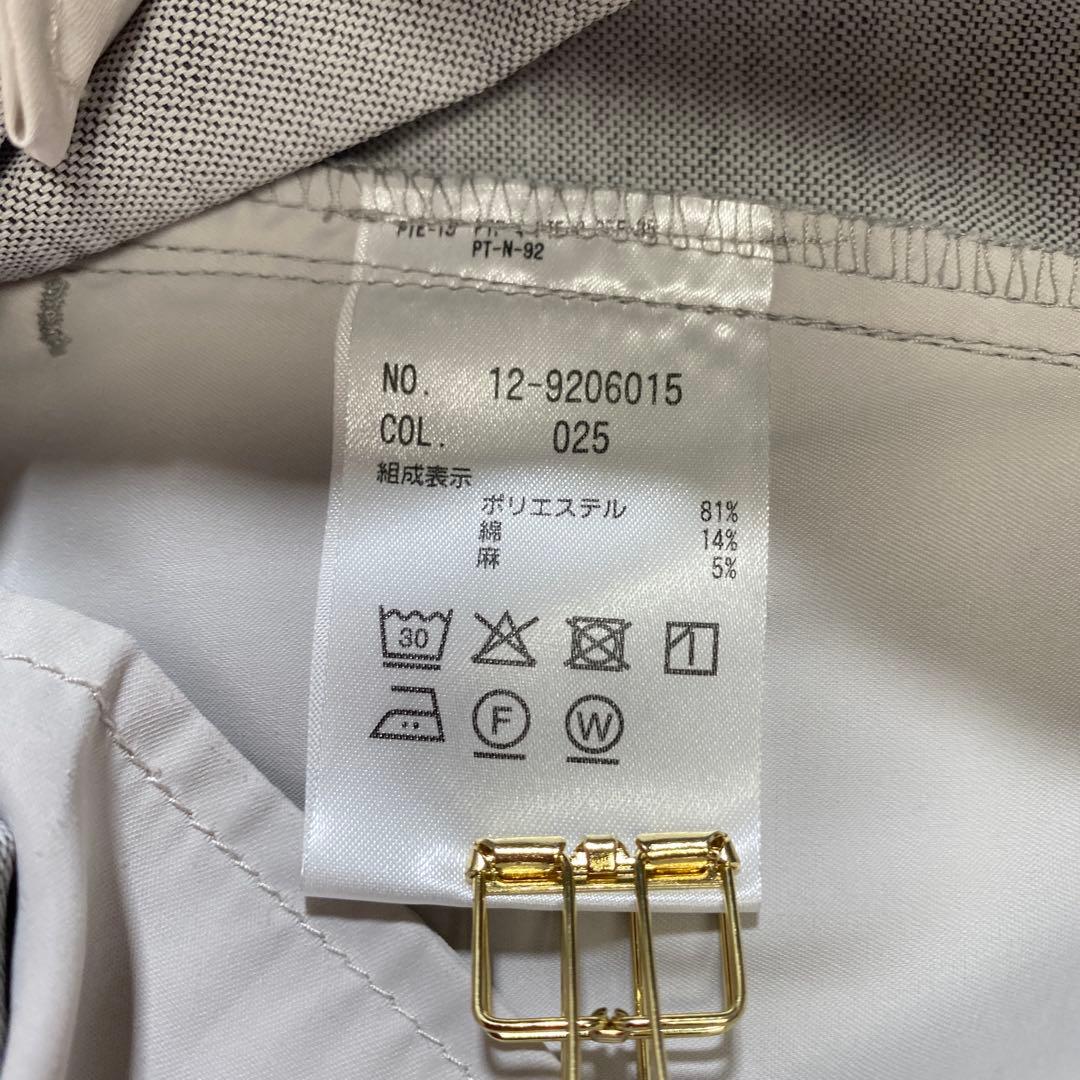 PT-N-92
NO. 12-9206015
COL. 025
組成表示
ポリエステル 81%
綿 14%
麻 5%
30
F
W